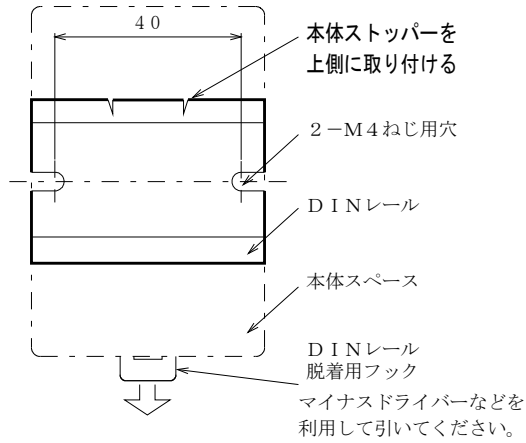 ４０
本体ストッパーを
上側に取り付ける
２－Ｍ４ねじ用穴
ＤＩＮレール
本体スペース
ＤＩＮレール
脱着用フック
マイナスドライバーなどを
利用して引いてください。